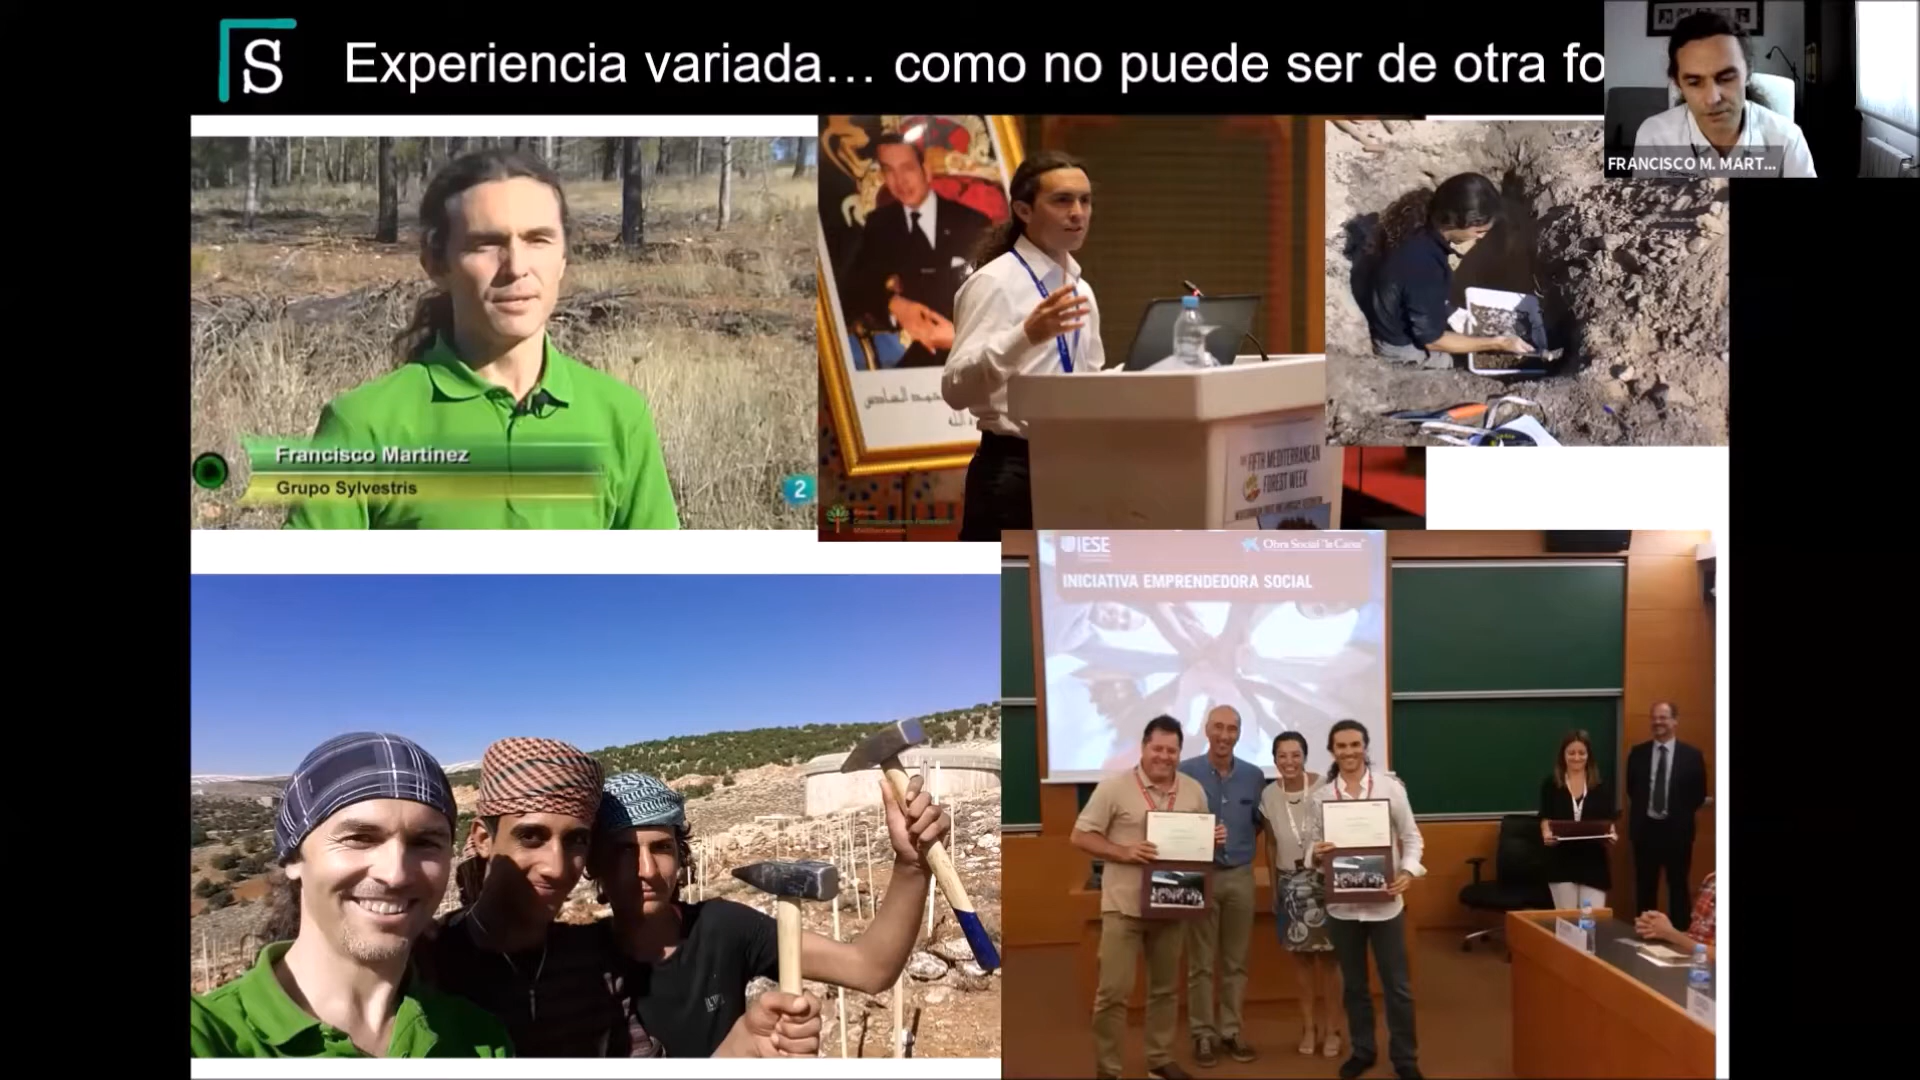 S
Experiencia variada… como no puede ser de otra fo
FRANCISCO M. MART...
Francisco Martínez
Grupo Sylvestris
2
FIFTH MEDITERRANEAN
FOREST WEEK
IESE
Obra Social "la Caixa"
INICIATIVA EMPRENDEDORA SOCIAL